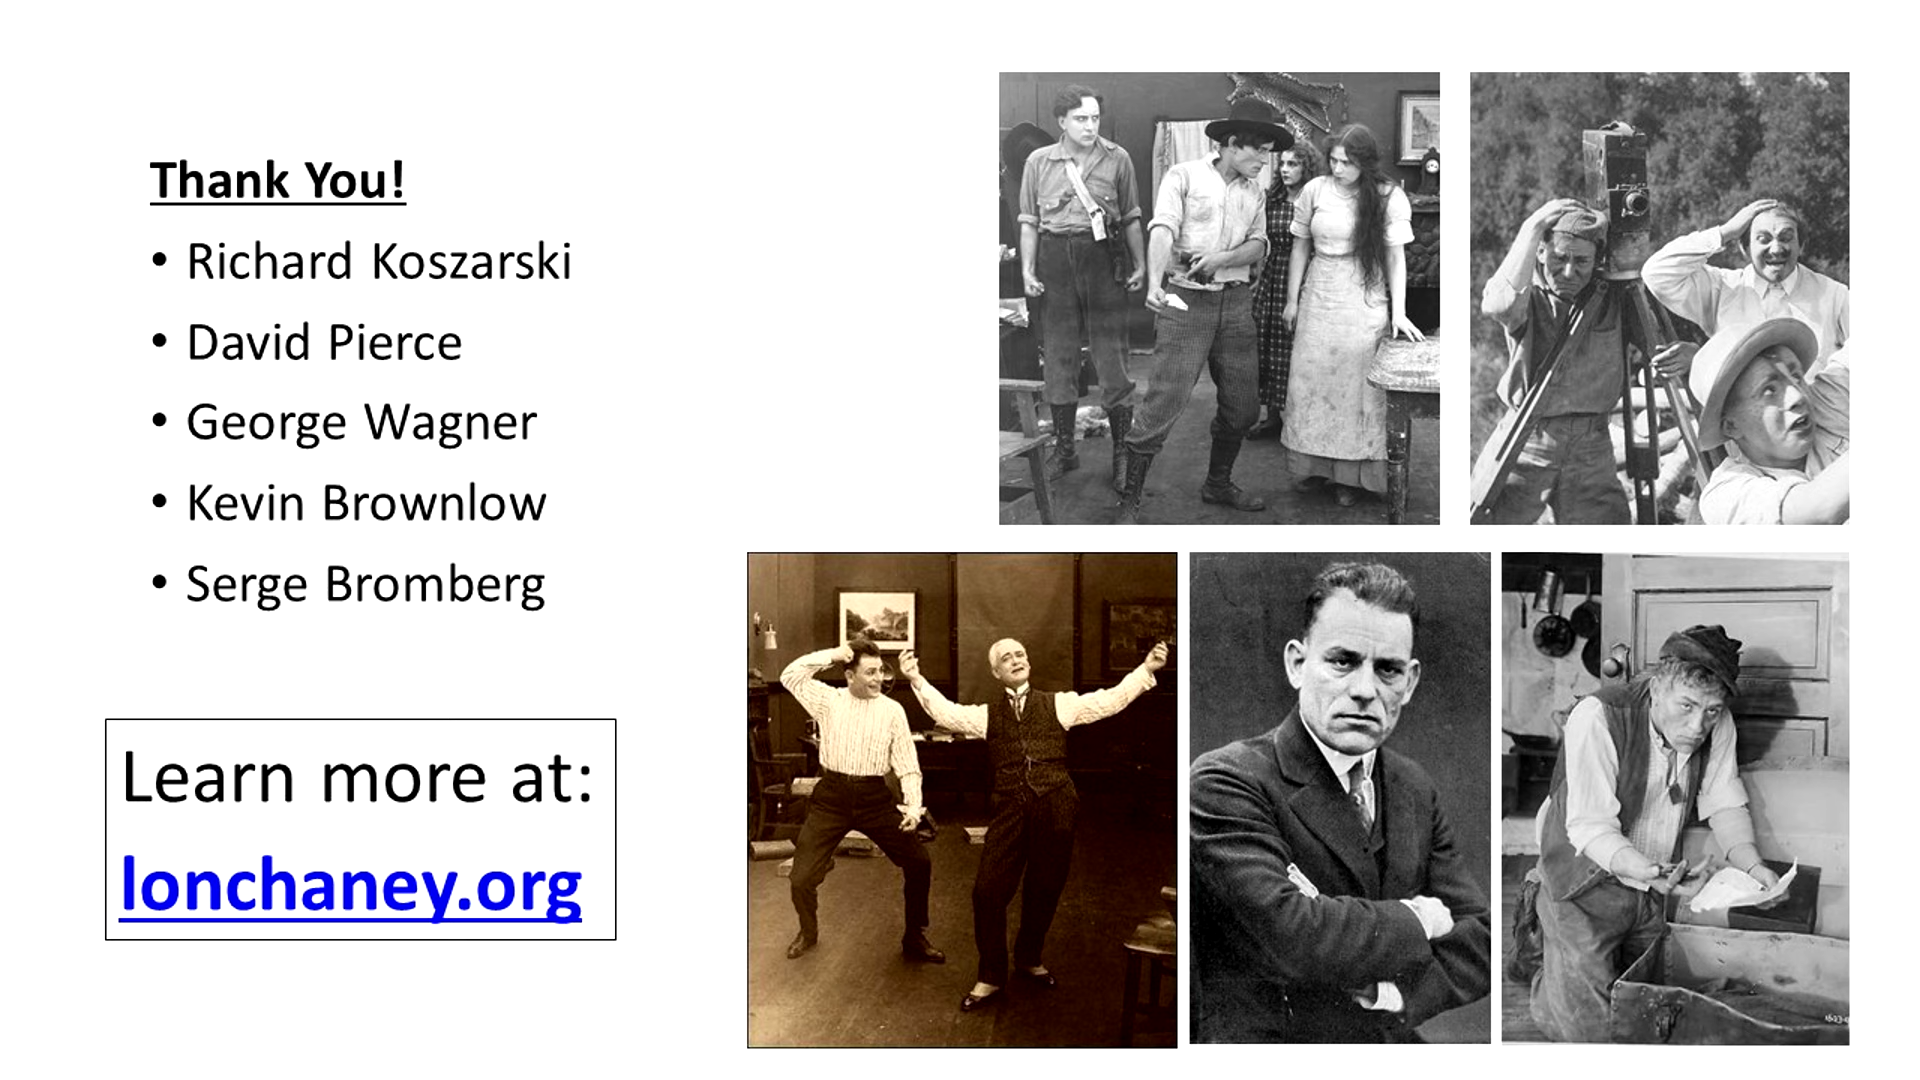 Thank You!
• Richard Koszarski
• David Pierce
• George Wagner
• Kevin Brownlow
• Serge Bromberg
Learn more at:
lonchaney.org